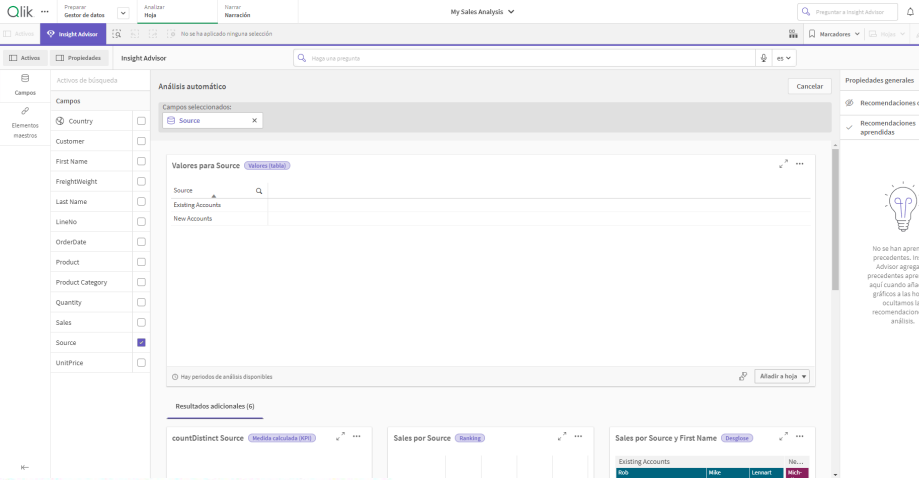 Qlik ... Preparar Analizar Narrar
Gestor de datos Hoja Narración My Sales Analysis Preguntar a Insight Advisor
Activos Insight Advisor No se ha aplicado ninguna selección Marcadores Hojas
Activos Propiedades Insight Advisor Haga una pregunta es
Campos
Elementos
maestros
Activos de búsqueda
Campos
Country
Customer
First Name
FreightWeight
Last Name
LineNo
OrderDate
Product
Product Category
Quantity
Sales
Source
UnitPrice
Análisis automático Cancelar
Campos seleccionados:
Source
Valores para Source Valores (tabla)
Source
Existing Accounts
New Accounts
Hay periodos de análisis disponibles Añadir a hoja
Resultados adicionales (6)
countDistinct Source Medida calculada (KPI)
Sales por Source Ranking
Sales por Source y First Name Desglose
Existing Accounts Ne...
Rob Mike Lennart Mich-
Propiedades generales
Recomendaciones
Recomendaciones
aprendidas
No se han apren
precedentes. In
Advisor agrega
precedentes apre
aquí cuando aña
gráficos a las ho
ocultamos la
recomendacion
análisis.